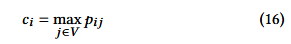 c_i = max_{j∈V} p_{ij} (16)